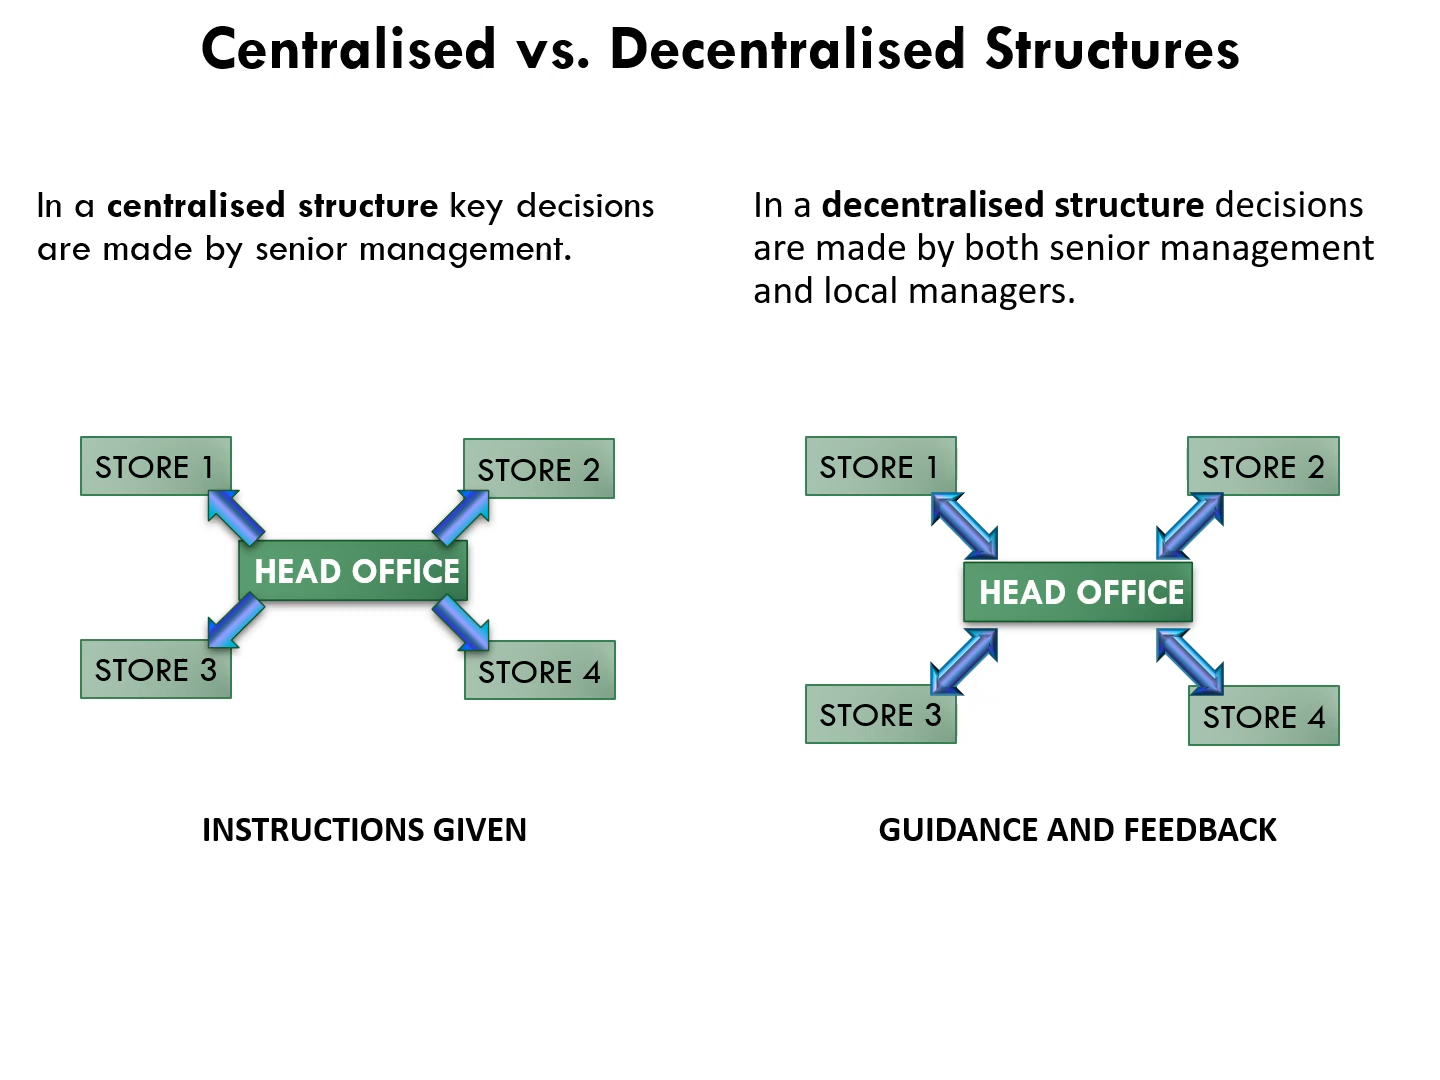 Centralised vs. Decentralised Structures
In a centralised structure key decisions
are made by senior management.
In a decentralised structure decisions
are made by both senior management
and local managers.
STORE 1
STORE 2
HEAD OFFICE
STORE 3
STORE 4
INSTRUCTIONS GIVEN
STORE 1
STORE 2
HEAD OFFICE
STORE 3
STORE 4
GUIDANCE AND FEEDBACK